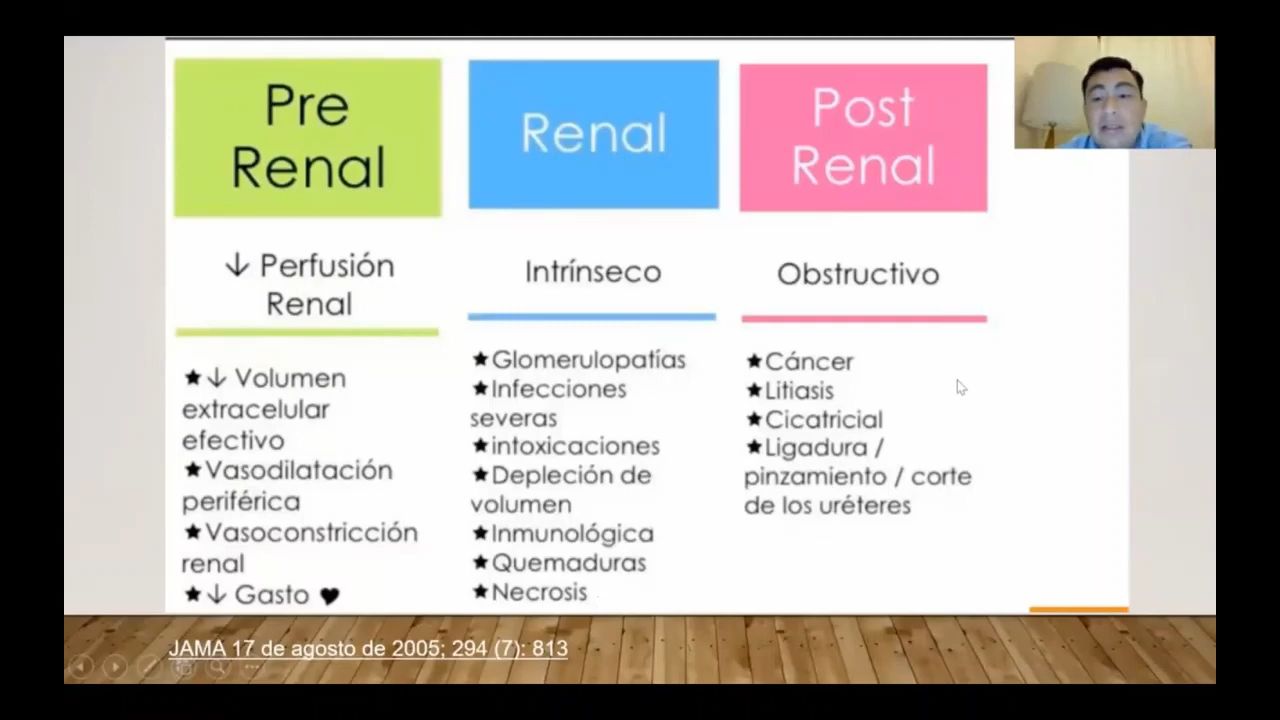 Pre
Renal
↓ Perfusión
Renal
★↓ Volumen
extracelular
efectivo
★Vasodilatación
periférica
★Vasoconstricción
renal
★↓ Gasto ♥
Renal
Intrínseco
★Glomerulopatías
★Infecciones
severas
★intoxicaciones
★Depleción de
volumen
★Inmunológica
★Quemaduras
★Necrosis
Post
Renal
Obstructivo
★Cáncer
★Litiasis
★Cicatricial
★Ligadura /
pinzamiento / corte
de los uréteres
JAMA 17 de agosto de 2005; 294 (7): 813